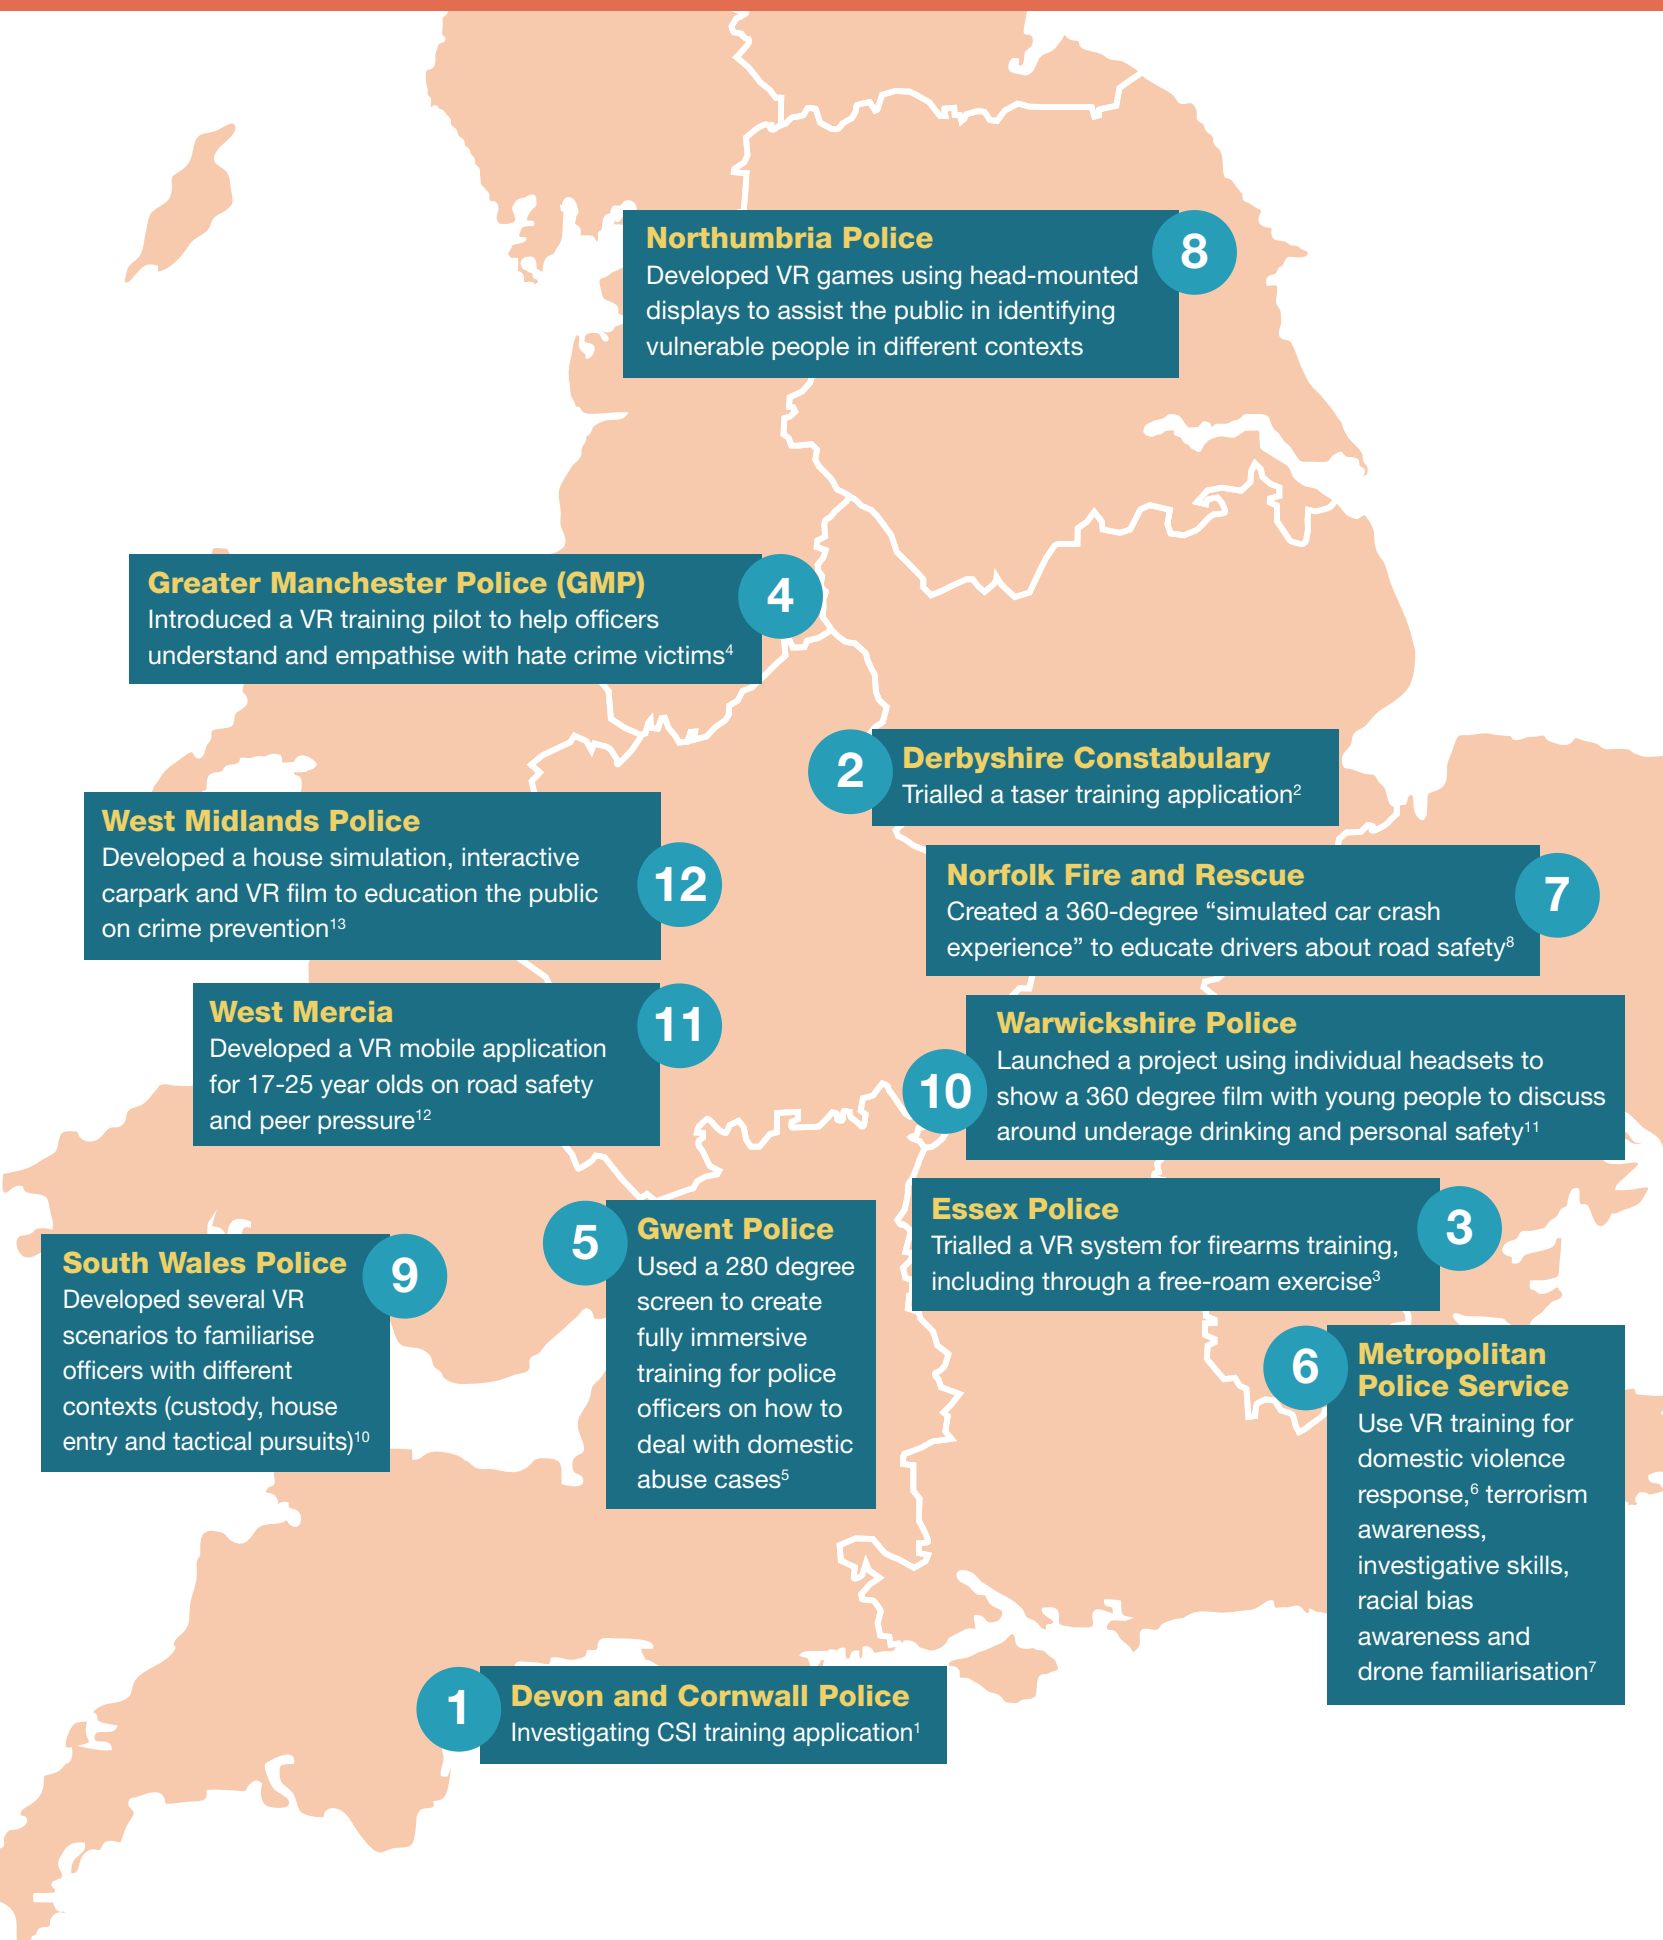 Northumbria Police
Developed VR games using head-mounted
displays to assist the public in identifying
vulnerable people in different contexts
8
Greater Manchester Police (GMP)
Introduced a VR training pilot to help officers
understand and empathise with hate crime victims⁴
4
2
Derbyshire Constabulary
Trialled a taser training application²
West Midlands Police
Developed a house simulation, interactive
carpark and VR film to education the public
on crime prevention¹³
12
Norfolk Fire and Rescue
Created a 360-degree “simulated car crash
experience” to educate drivers about road safety⁸
7
West Mercia
Developed a VR mobile application
for 17-25 year olds on road safety
and peer pressure¹²
11
10
Warwickshire Police
Launched a project using individual headsets to
show a 360 degree film with young people to discuss
around underage drinking and personal safety¹¹
Essex Police
Trialled a VR system for firearms training,
including through a free-roam exercise³
3
South Wales Police
Developed several VR
scenarios to familiarise
officers with different
contexts (custody, house
entry and tactical pursuits)¹⁰
9
5
Gwent Police
Used a 280 degree
screen to create
fully immersive
training for police
officers on how to
deal with domestic
abuse cases⁵
6
Metropolitan
Police Service
Use VR training for
domestic violence
response,⁶ terrorism
awareness,
investigative skills,
racial bias
awareness and
drone familiarisation⁷
1
Devon and Cornwall Police
Investigating CSI training application¹